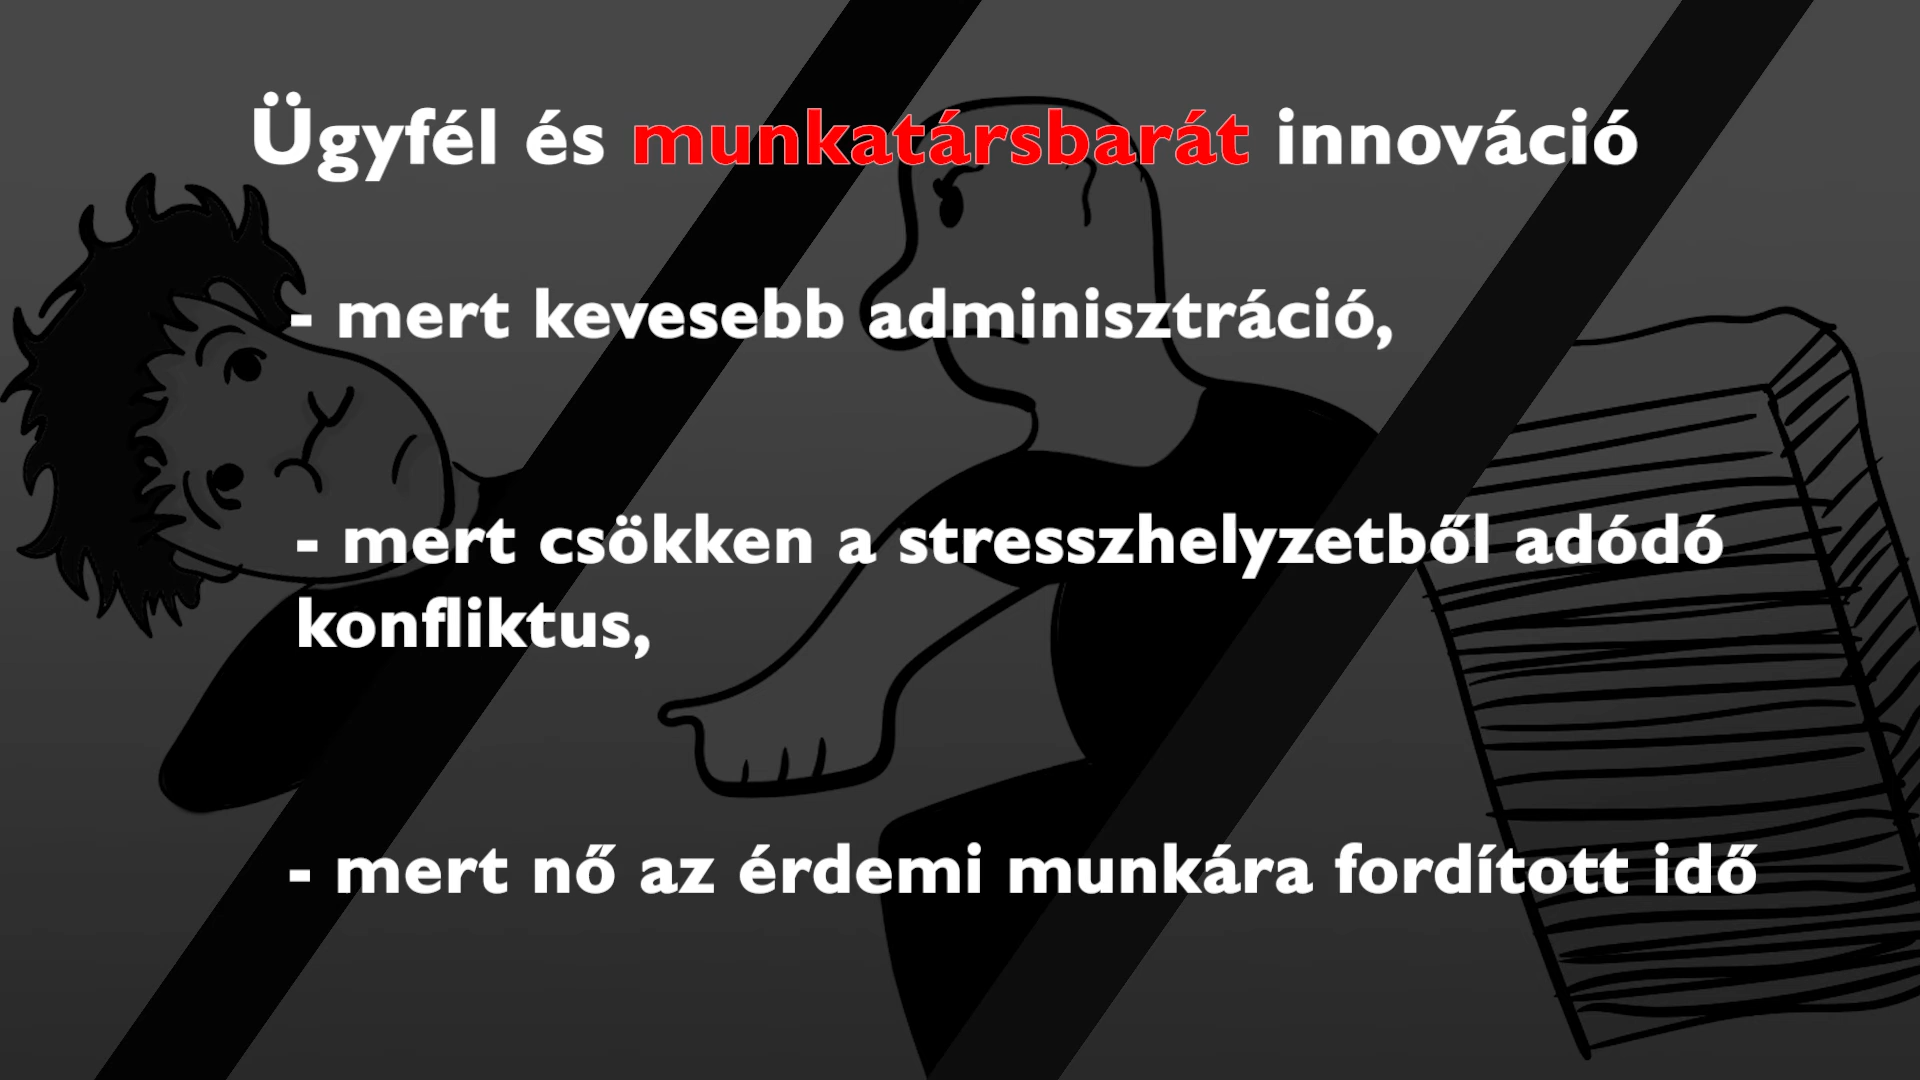 Ügyfél és munkatársbarát innováció
- mert kevesebb adminisztráció,
- mert csökken a stresszhelyzetből adódó
konfliktus,
- mert nő az érdemi munkára fordított idő